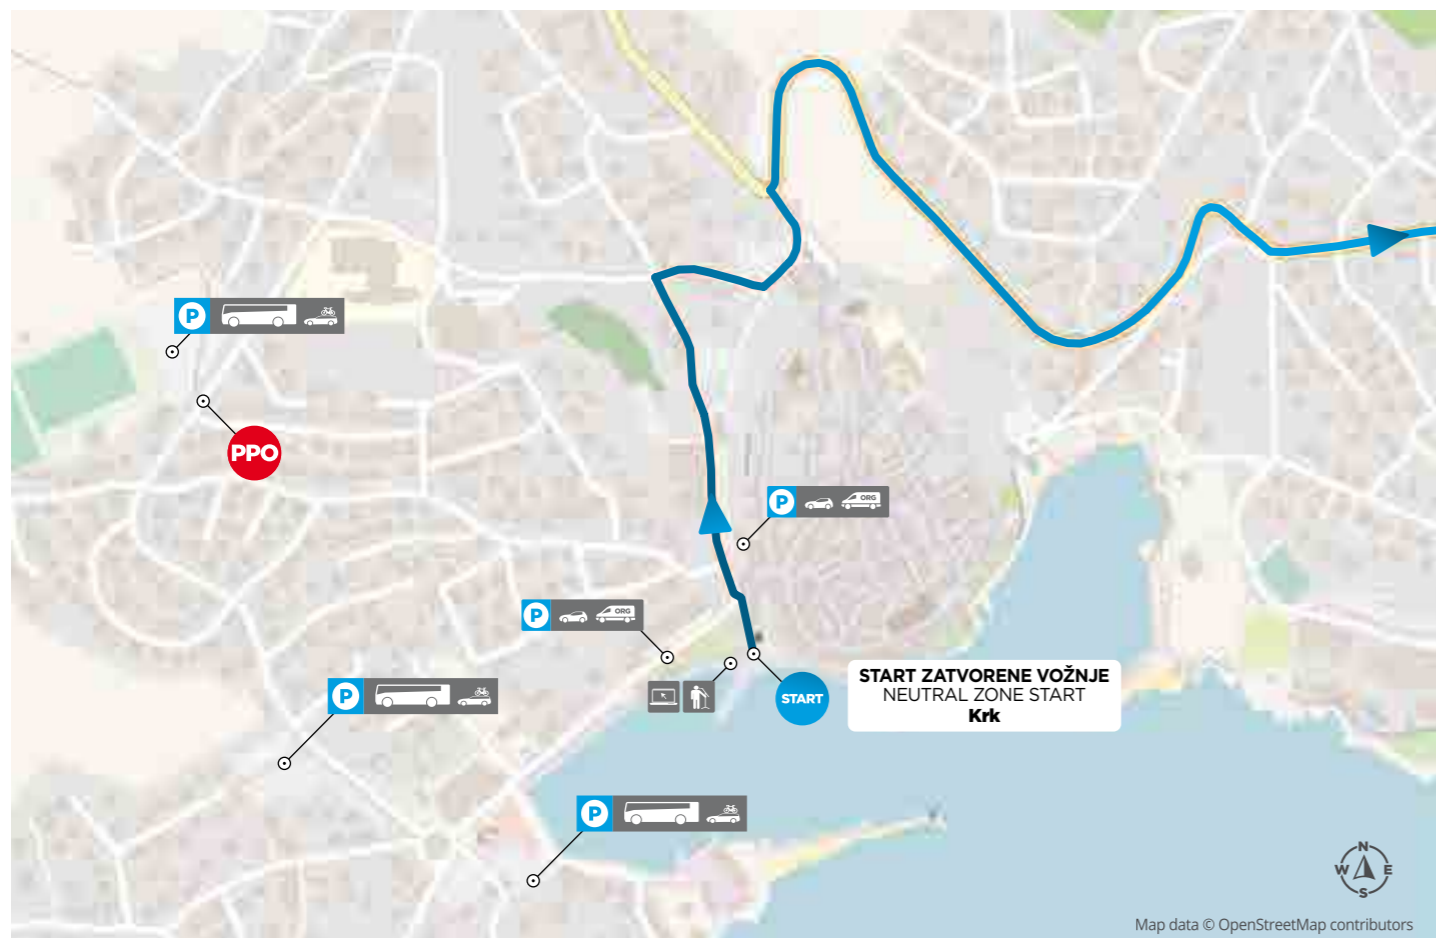 P
PPO
P ORG
P ORG
P
START
START ZATVORENE VOŽNJE
NEUTRAL ZONE START
Krk
P
N
W E
S
Map data © OpenStreetMap contributors